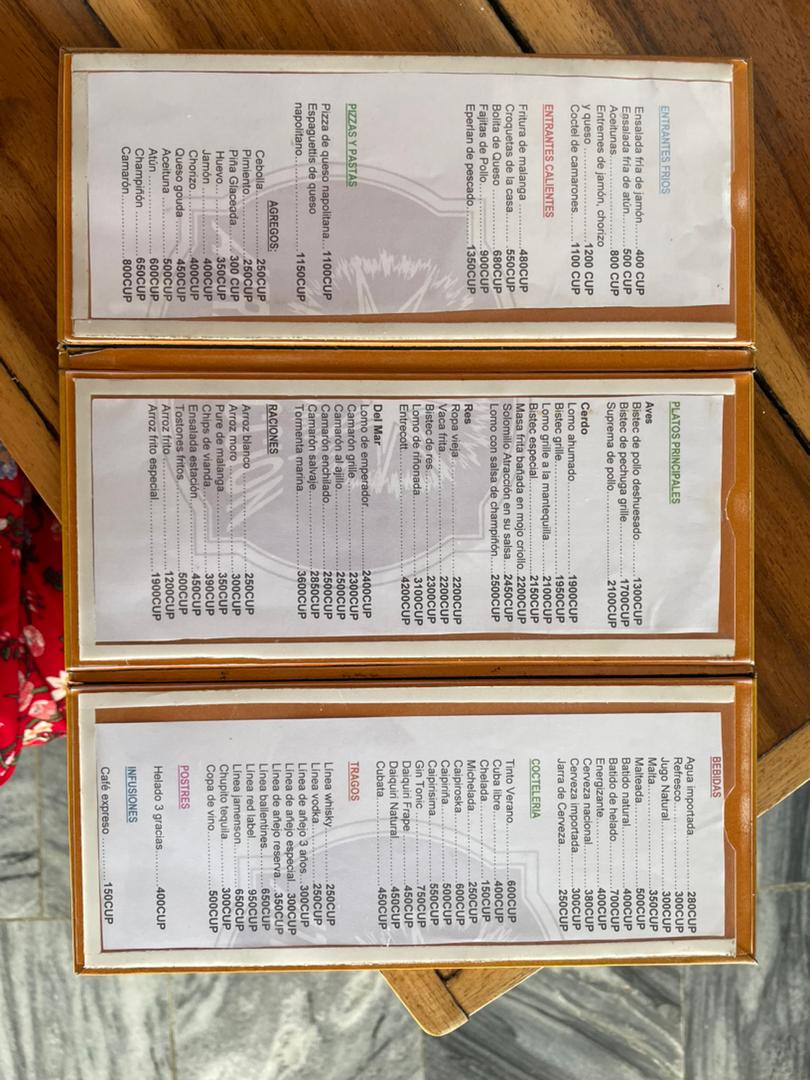 ENTRANTES FRIOS
Ensalada fría de jamón.......400 CUP
Ensalada fría de atún......500 CUP
Aceitunas.......................800 CUP
Entremes de jamón, chorizo
y queso .......................1200 CUP
Coctel de camarones.......1100 CUP
ENTRANTES CALIENTES
Fritura de malanga ............480CUP
Croquetas de la casa.........550CUP
Bolita de Queso ................680CUP
Fajitas de Pollo.................900CUP
Eperlan de pescado..........1350CUP
PIZZAS Y PASTAS
Pizza de queso napolitana...1100CUP
Espaguettis de queso
napolitano.......................1150CUP
AGREGOS:
Cebolla...................250CUP
Pimiento..................250CUP
Piña Glaceada.......300 CUP
Huevo.....................350CUP
Jamón....................400CUP
Chorizo...................400CUP
Queso gouda ..........450CUP
Aceituna .................500CUP
Atún .......................600CUP
Champiñón .............650CUP
Camarón.................800CUP
PLATOS PRINCIPALES
Aves
Bistec de pollo deshuesado...........1300CUP
Bistec de pechuga grille.................1700CUP
Suprema de pollo...........................2100CUP
Cerdo
Lomo ahumado............................1900CUP
Bistec grille...................................1950CUP
Lomo grille a la mantequilla...........2100CUP
Bistec especial..............................2150CUP
Masa frita bañada en mojo criollo..2200CUP
Solomillo Atracción en su salsa....2450CUP
Lomo con salsa de champiñón.....2500CUP
Res
Ropa vieja....................................2200CUP
Vaca frita......................................2200CUP
Bistec de res.................................2300CUP
Lomo de riñonada.........................3100CUP
Entrecott.......................................4200CUP
Del Mar
Lomo de emperador...................2400CUP
Camarón grille ...........................2300CUP
Camarón al ajillo........................2500CUP
Camarón enchilado....................2500CUP
Camarón salvaje........................2850CUP
Tormenta marina........................3600CUP
RACIONES
Arroz blanco ................................250CUP
Arroz moro ..................................300CUP
Pure de malanga..........................350CUP
Chips de vianda...........................390CUP
Ensalada estación........................450CUP
Tostones fritos .............................500CUP
Arroz frito ....................................1200CUP
Arroz frito especial.......................1900CUP
ATRACCION
BEBIDAS
Agua importada.................280CUP
Refresco...........................300CUP
Jugo Natural.....................300CUP
Malta................................350CUP
Malteada..........................500CUP
Batido natural...................400CUP
Batido de helado..............700CUP
Energizante......................400CUP
Cerveza nacional.............380CUP
Cerveza importada...........300CUP
Jarra de Cerveza..............250CUP
COCTELERIA
Tinto Verano.................600CUP
Cuba libre.....................400CUP
Chelada........................150CUP
Michelada.....................250CUP
Caipiroska.....................600CUP
Caipiriña........................500CUP
Caipirisima....................550CUP
Gin Tonic ......................750CUP
Daiquiri Frape ................450CUP
Daiquiri Natural..............450CUP
Cubata..........................450CUP
TRAGOS
Línea whisky.................250CUP
Línea vodka..................250CUP
Línea de añejo 3 años...300CUP
Línea de añejo especial...300CUP
Línea de añejo reserva....350CUP
Línea ballentines............650CUP
Línea red label................950CUP
Línea jamenson..............650CUP
Chupito tequila...............300CUP
Copa de vino..................500CUP
POSTRES
Helado 3 gracias............400CUP
INFUSIONES
Café expreso .............150CUP